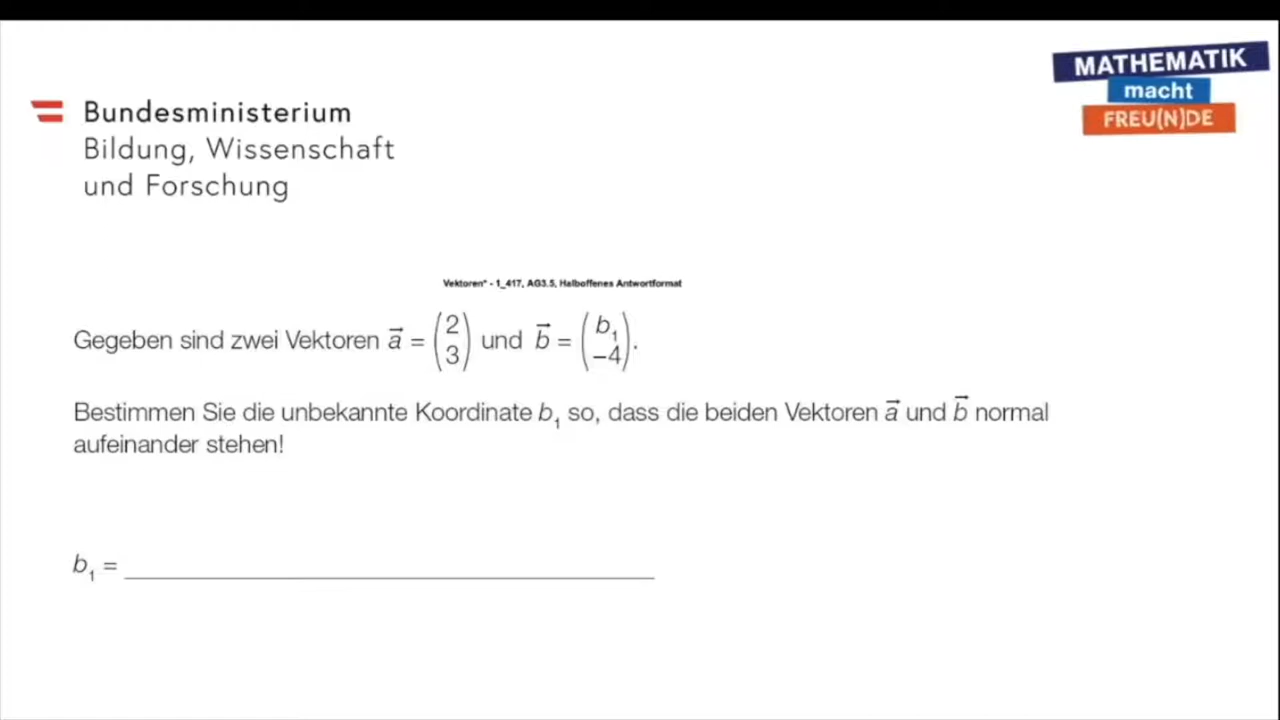 MATHEMATIK
macht
FREU(N)DE
Bundesministerium
Bildung, Wissenschaft
und Forschung
Vektoren* - 1_417, AG3.5, Halboffenes Antwortformat
Gegeben sind zwei Vektoren a⃗ = (2 3) und b⃗ = (b₁ −4).
Bestimmen Sie die unbekannte Koordinate b₁ so, dass die beiden Vektoren a⃗ und b⃗ normal
aufeinander stehen!
b₁ =